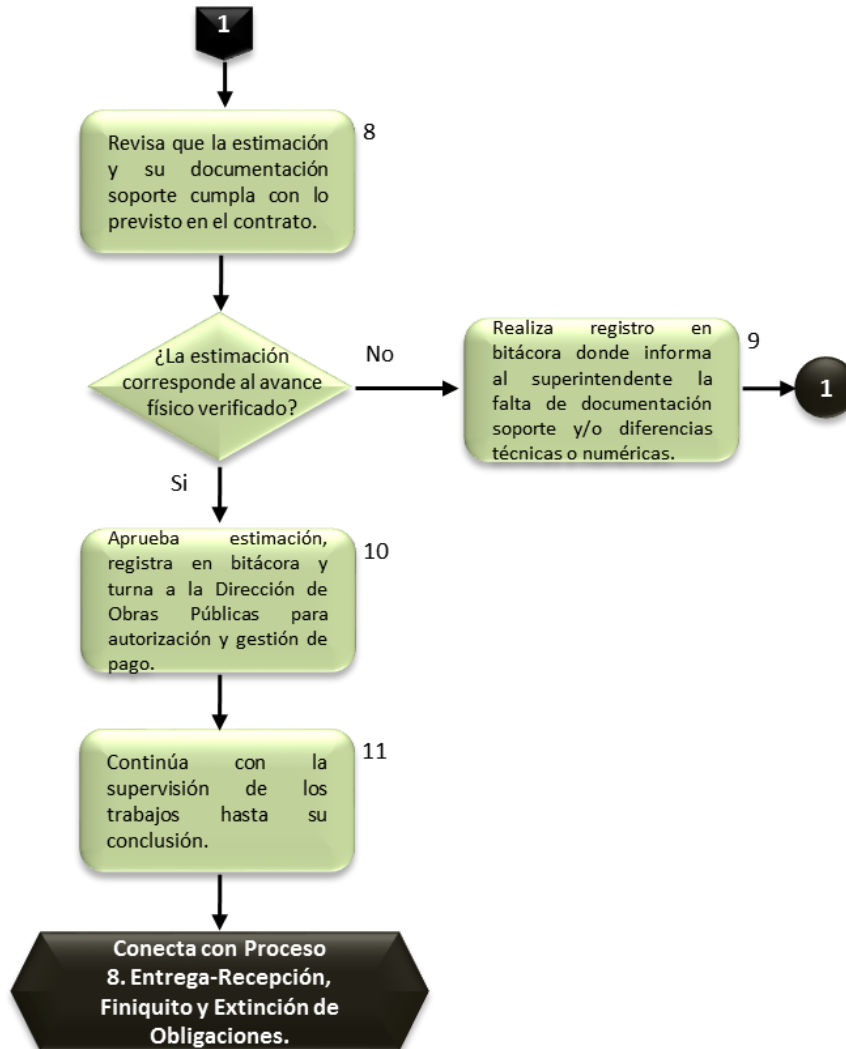 1
Revisa que la estimación
y su documentación
soporte cumpla con lo
previsto en el contrato.
8
¿La estimación
corresponde al avance
físico verificado?
No
Realiza registro en
bitácora donde informa
al superintendente la
falta de documentación
soporte y/o diferencias
técnicas o numéricas.
9
1
Si
Aprueba estimación,
registra en bitácora y
turna a la Dirección de
Obras Públicas para
autorización y gestión de
pago.
10
Continúa con la
supervisión de los
trabajos hasta su
conclusión.
11
Conecta con Proceso
8. Entrega-Recepción,
Finiquito y Extinción de
Obligaciones.